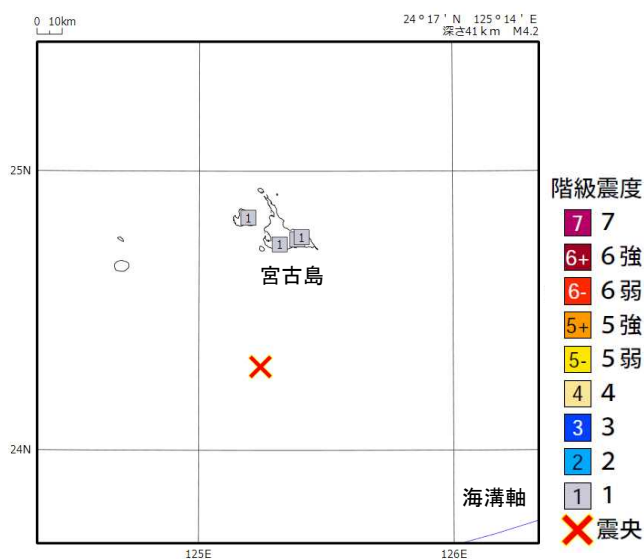 0 10km
24°17'N 125°14'E
深さ41km M4.2
25N
24N
125E
126E
1
1
1
宮古島
海溝軸
階級震度
7 7
6+ 6強
6- 6弱
5+ 5強
5- 5弱
4 4
3 3
2 2
1 1
震央